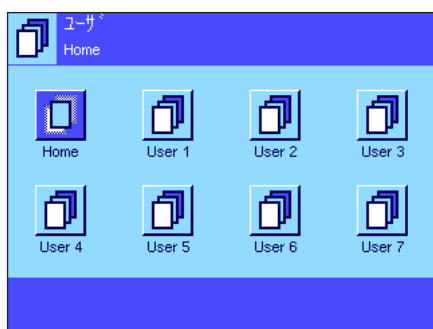 ユーザ
Home
Home
User 1
User 2
User 3
User 4
User 5
User 6
User 7